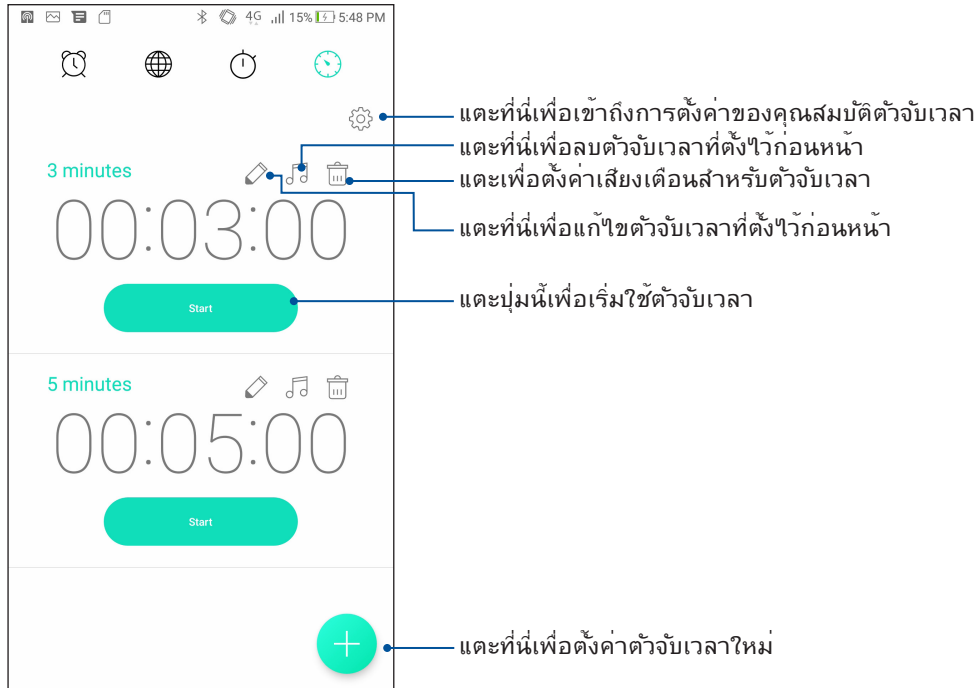 4G 15% 5:48 PM
แตะที่นี่เพื่อเข้าถึงการตั้งค่าของคุณสมบัติตัวจับเวลา
แตะที่นี่เพื่อลบตัวจับเวลาที่ตั้งไว้ก่อนหน้า
3 minutes
แตะเพื่อตั้งค่าเสียงเตือนสำหรับตัวจับเวลา
00:03:00
แตะที่นี่เพื่อแก้ไขตัวจับเวลาที่ตั้งไว้ก่อนหน้า
Start
แตะปุ่มนี้เพื่อเริ่มใช้ตัวจับเวลา
5 minutes
00:05:00
Start
แตะที่นี่เพื่อตั้งค่าตัวจับเวลาใหม่